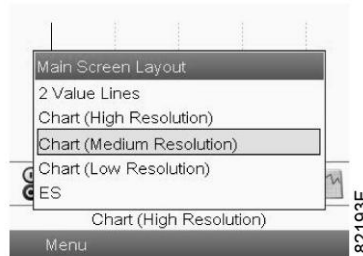 Main Screen Layout
2 Value Lines
Chart (High Resolution)
Chart (Medium Resolution)
Chart (Low Resolution)
ES
Chart (High Resolution)
Menu
82193E